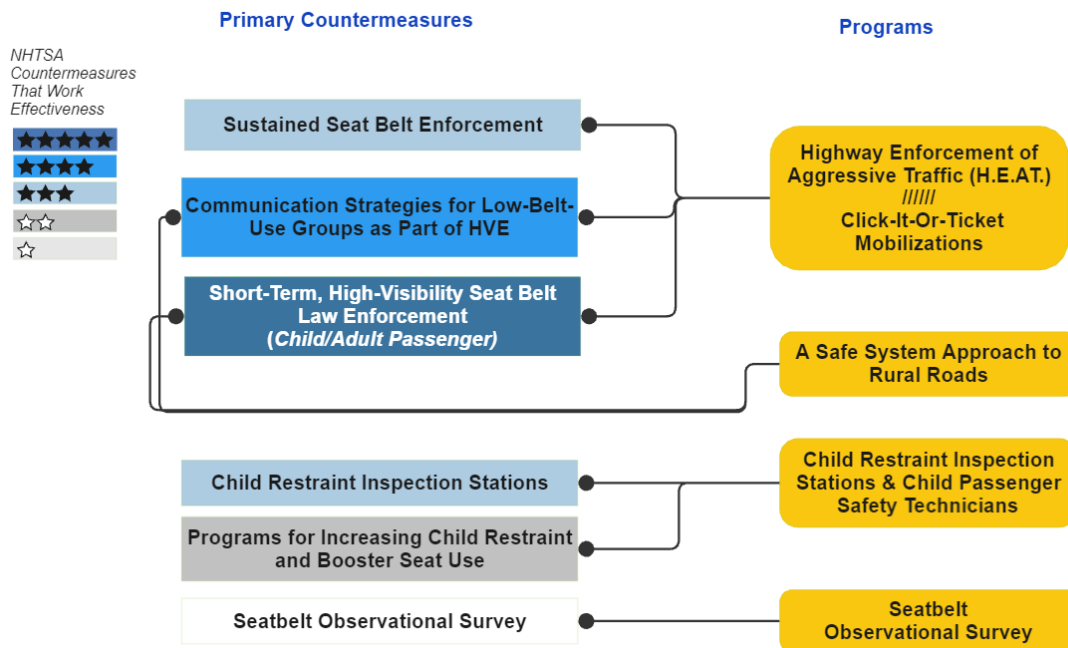 Primary Countermeasures
Programs
NHTSA
Countermeasures
That Work
Effectiveness
Sustained Seat Belt Enforcement
Communication Strategies for Low-Belt-
Use Groups as Part of HVE
Short-Term, High-Visibility Seat Belt
Law Enforcement
(Child/Adult Passenger)
Highway Enforcement of
Aggressive Traffic (H.E.AT.)
//////
Click-It-Or-Ticket
Mobilizations
A Safe System Approach to
Rural Roads
Child Restraint Inspection Stations
Programs for Increasing Child Restraint
and Booster Seat Use
Child Restraint Inspection
Stations & Child Passenger
Safety Technicians
Seatbelt Observational Survey
Seatbelt
Observational Survey